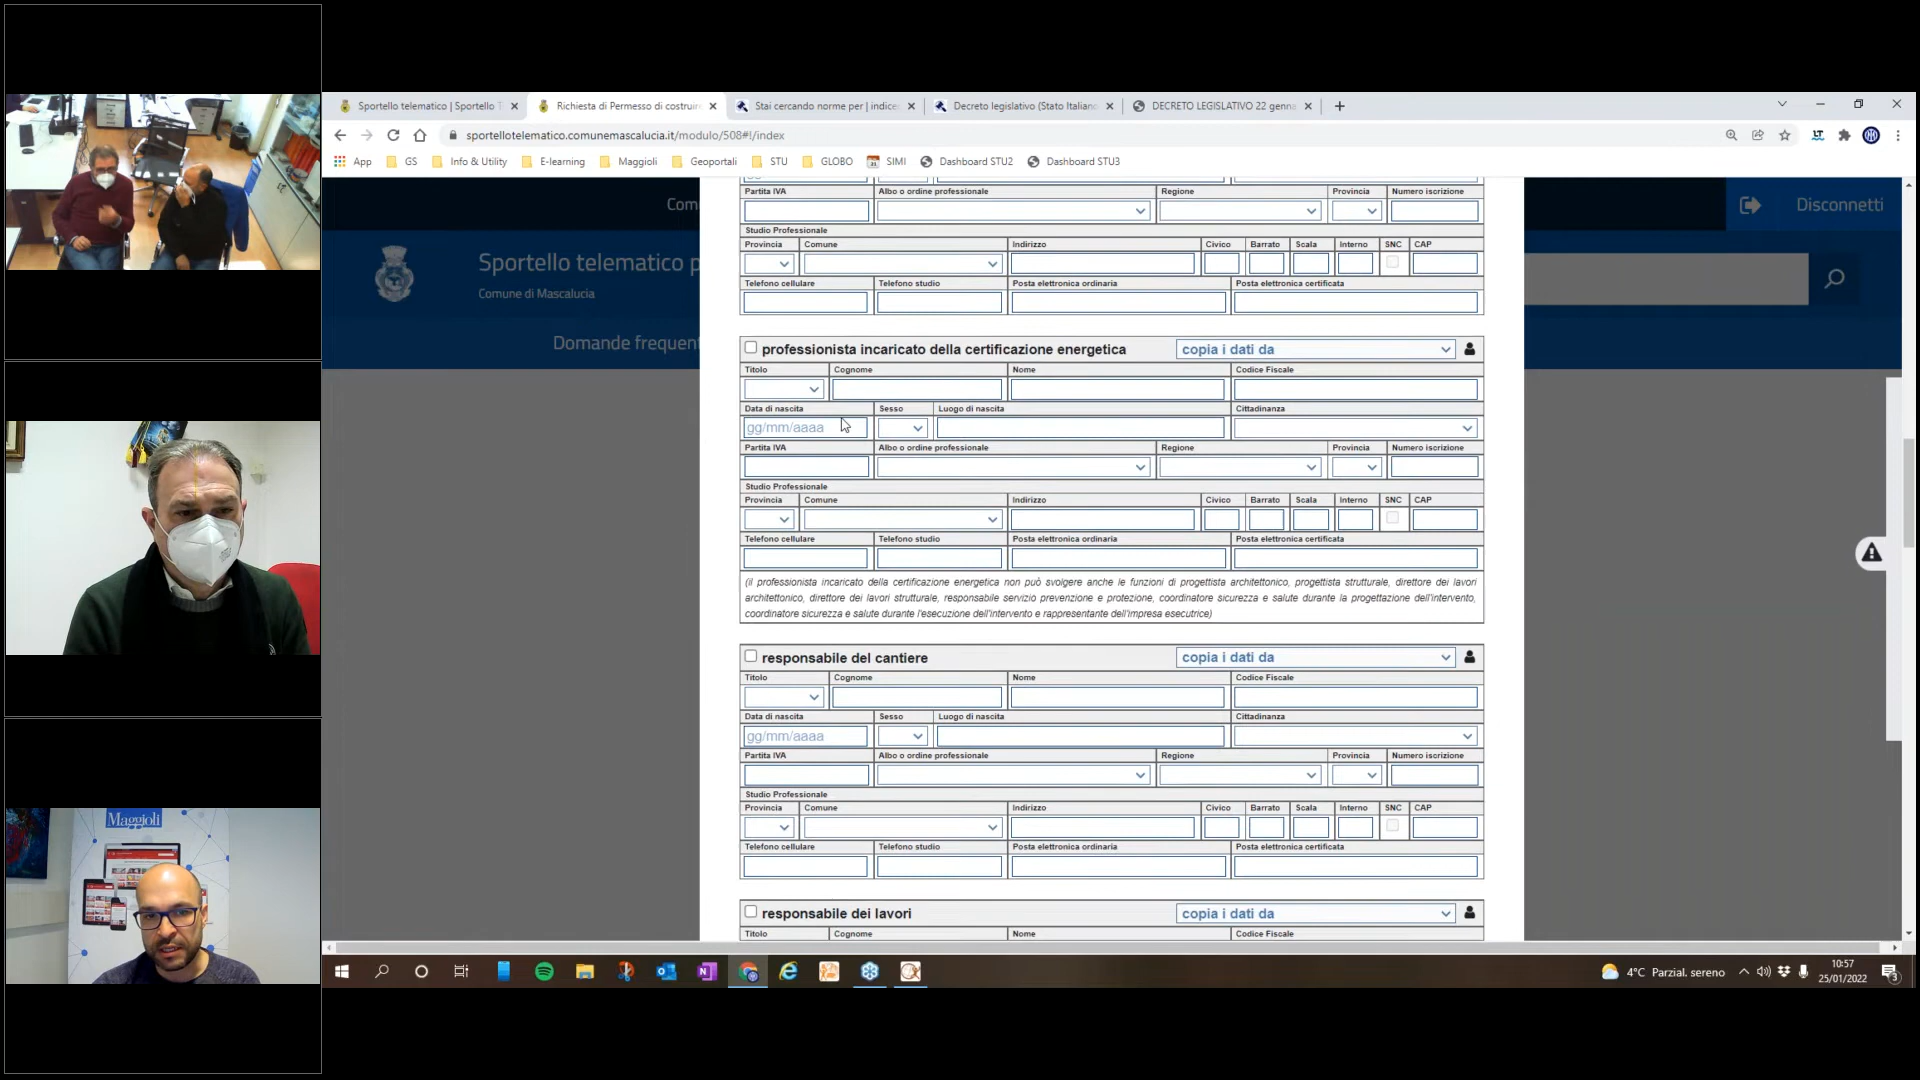 Sportello telematico | Sportello T
Richiesta di Permesso di costruir
Stai cercando norme per | indice
Decreto legislativo (Stato Italiano
DECRETO LEGISLATIVO 22 genna
sportellotelematico.comunemascalucia.it/modulo/508#!/index
App GS Info & Utility E-learning Maggioli Geoportali STU GLOBO SIMI Dashboard STU2 Dashboard STU3
Com
Disconnetti
Sportello telematico p
Comune di Mascalucia
Domande frequent
Partita IVA Albo o ordine professionale Regione Provincia Numero iscrizione
Studio Professionale
Provincia Comune Indirizzo Civico Barrato Scala Interno SNC CAP
Telefono cellulare Telefono studio Posta elettronica ordinaria Posta elettronica certificata
professionista incaricato della certificazione energetica copia i dati da
Titolo Cognome Nome Codice Fiscale
Data di nascita Sesso Luogo di nascita Cittadinanza
gg/mm/aaaa
Partita IVA Albo o ordine professionale Regione Provincia Numero iscrizione
Studio Professionale
Provincia Comune Indirizzo Civico Barrato Scala Interno SNC CAP
Telefono cellulare Telefono studio Posta elettronica ordinaria Posta elettronica certificata
(il professionista incaricato della certificazione energetica non può svolgere anche le funzioni di progettista architettonico, progettista strutturale, direttore dei lavori
architettonico, direttore dei lavori strutturale, responsabile servizio prevenzione e protezione, coordinatore sicurezza e salute durante la progettazione dell'intervento,
coordinatore sicurezza e salute durante l'esecuzione dell'intervento e rappresentante dell'impresa esecutrice)
responsabile del cantiere copia i dati da
Titolo Cognome Nome Codice Fiscale
Data di nascita Sesso Luogo di nascita Cittadinanza
gg/mm/aaaa
Partita IVA Albo o ordine professionale Regione Provincia Numero iscrizione
Studio Professionale
Provincia Comune Indirizzo Civico Barrato Scala Interno SNC CAP
Telefono cellulare Telefono studio Posta elettronica ordinaria Posta elettronica certificata
responsabile dei lavori copia i dati da
Titolo Cognome Nome Codice Fiscale
Maggioli
4°C Parzial. sereno
10:57
25/01/2022
3